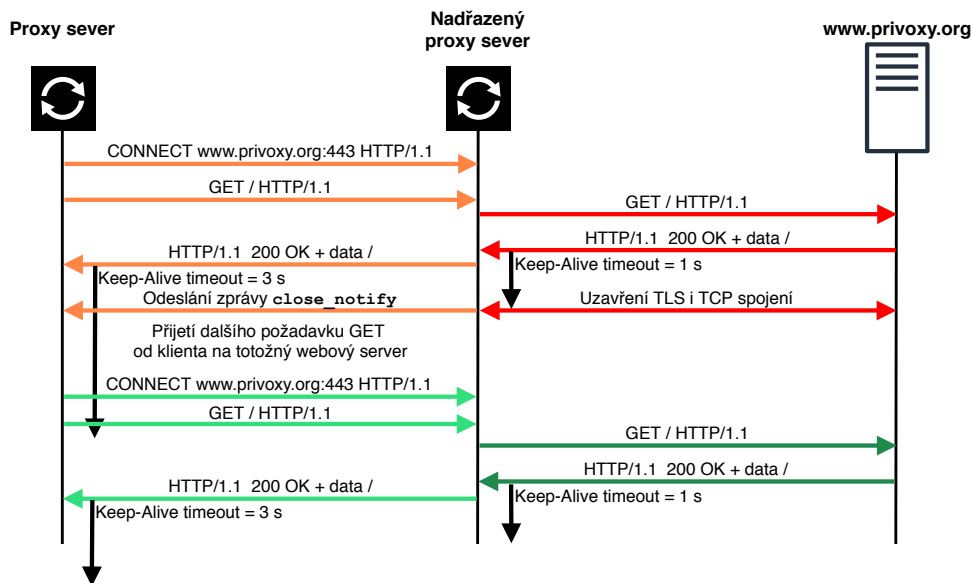 Proxy sever
Nadřazený
proxy sever
www.privoxy.org
CONNECT www.privoxy.org:443 HTTP/1.1
GET / HTTP/1.1
GET / HTTP/1.1
HTTP/1.1  200 OK + data /
HTTP/1.1  200 OK + data /
Keep-Alive timeout = 1 s
Keep-Alive timeout = 3 s
Odeslání zprávy close_notify
Uzavření TLS i TCP spojení
Přijetí dalšího požadavku GET
od klienta na totožný webový server
CONNECT www.privoxy.org:443 HTTP/1.1
GET / HTTP/1.1
GET / HTTP/1.1
HTTP/1.1  200 OK + data /
HTTP/1.1  200 OK + data /
Keep-Alive timeout = 1 s
Keep-Alive timeout = 3 s